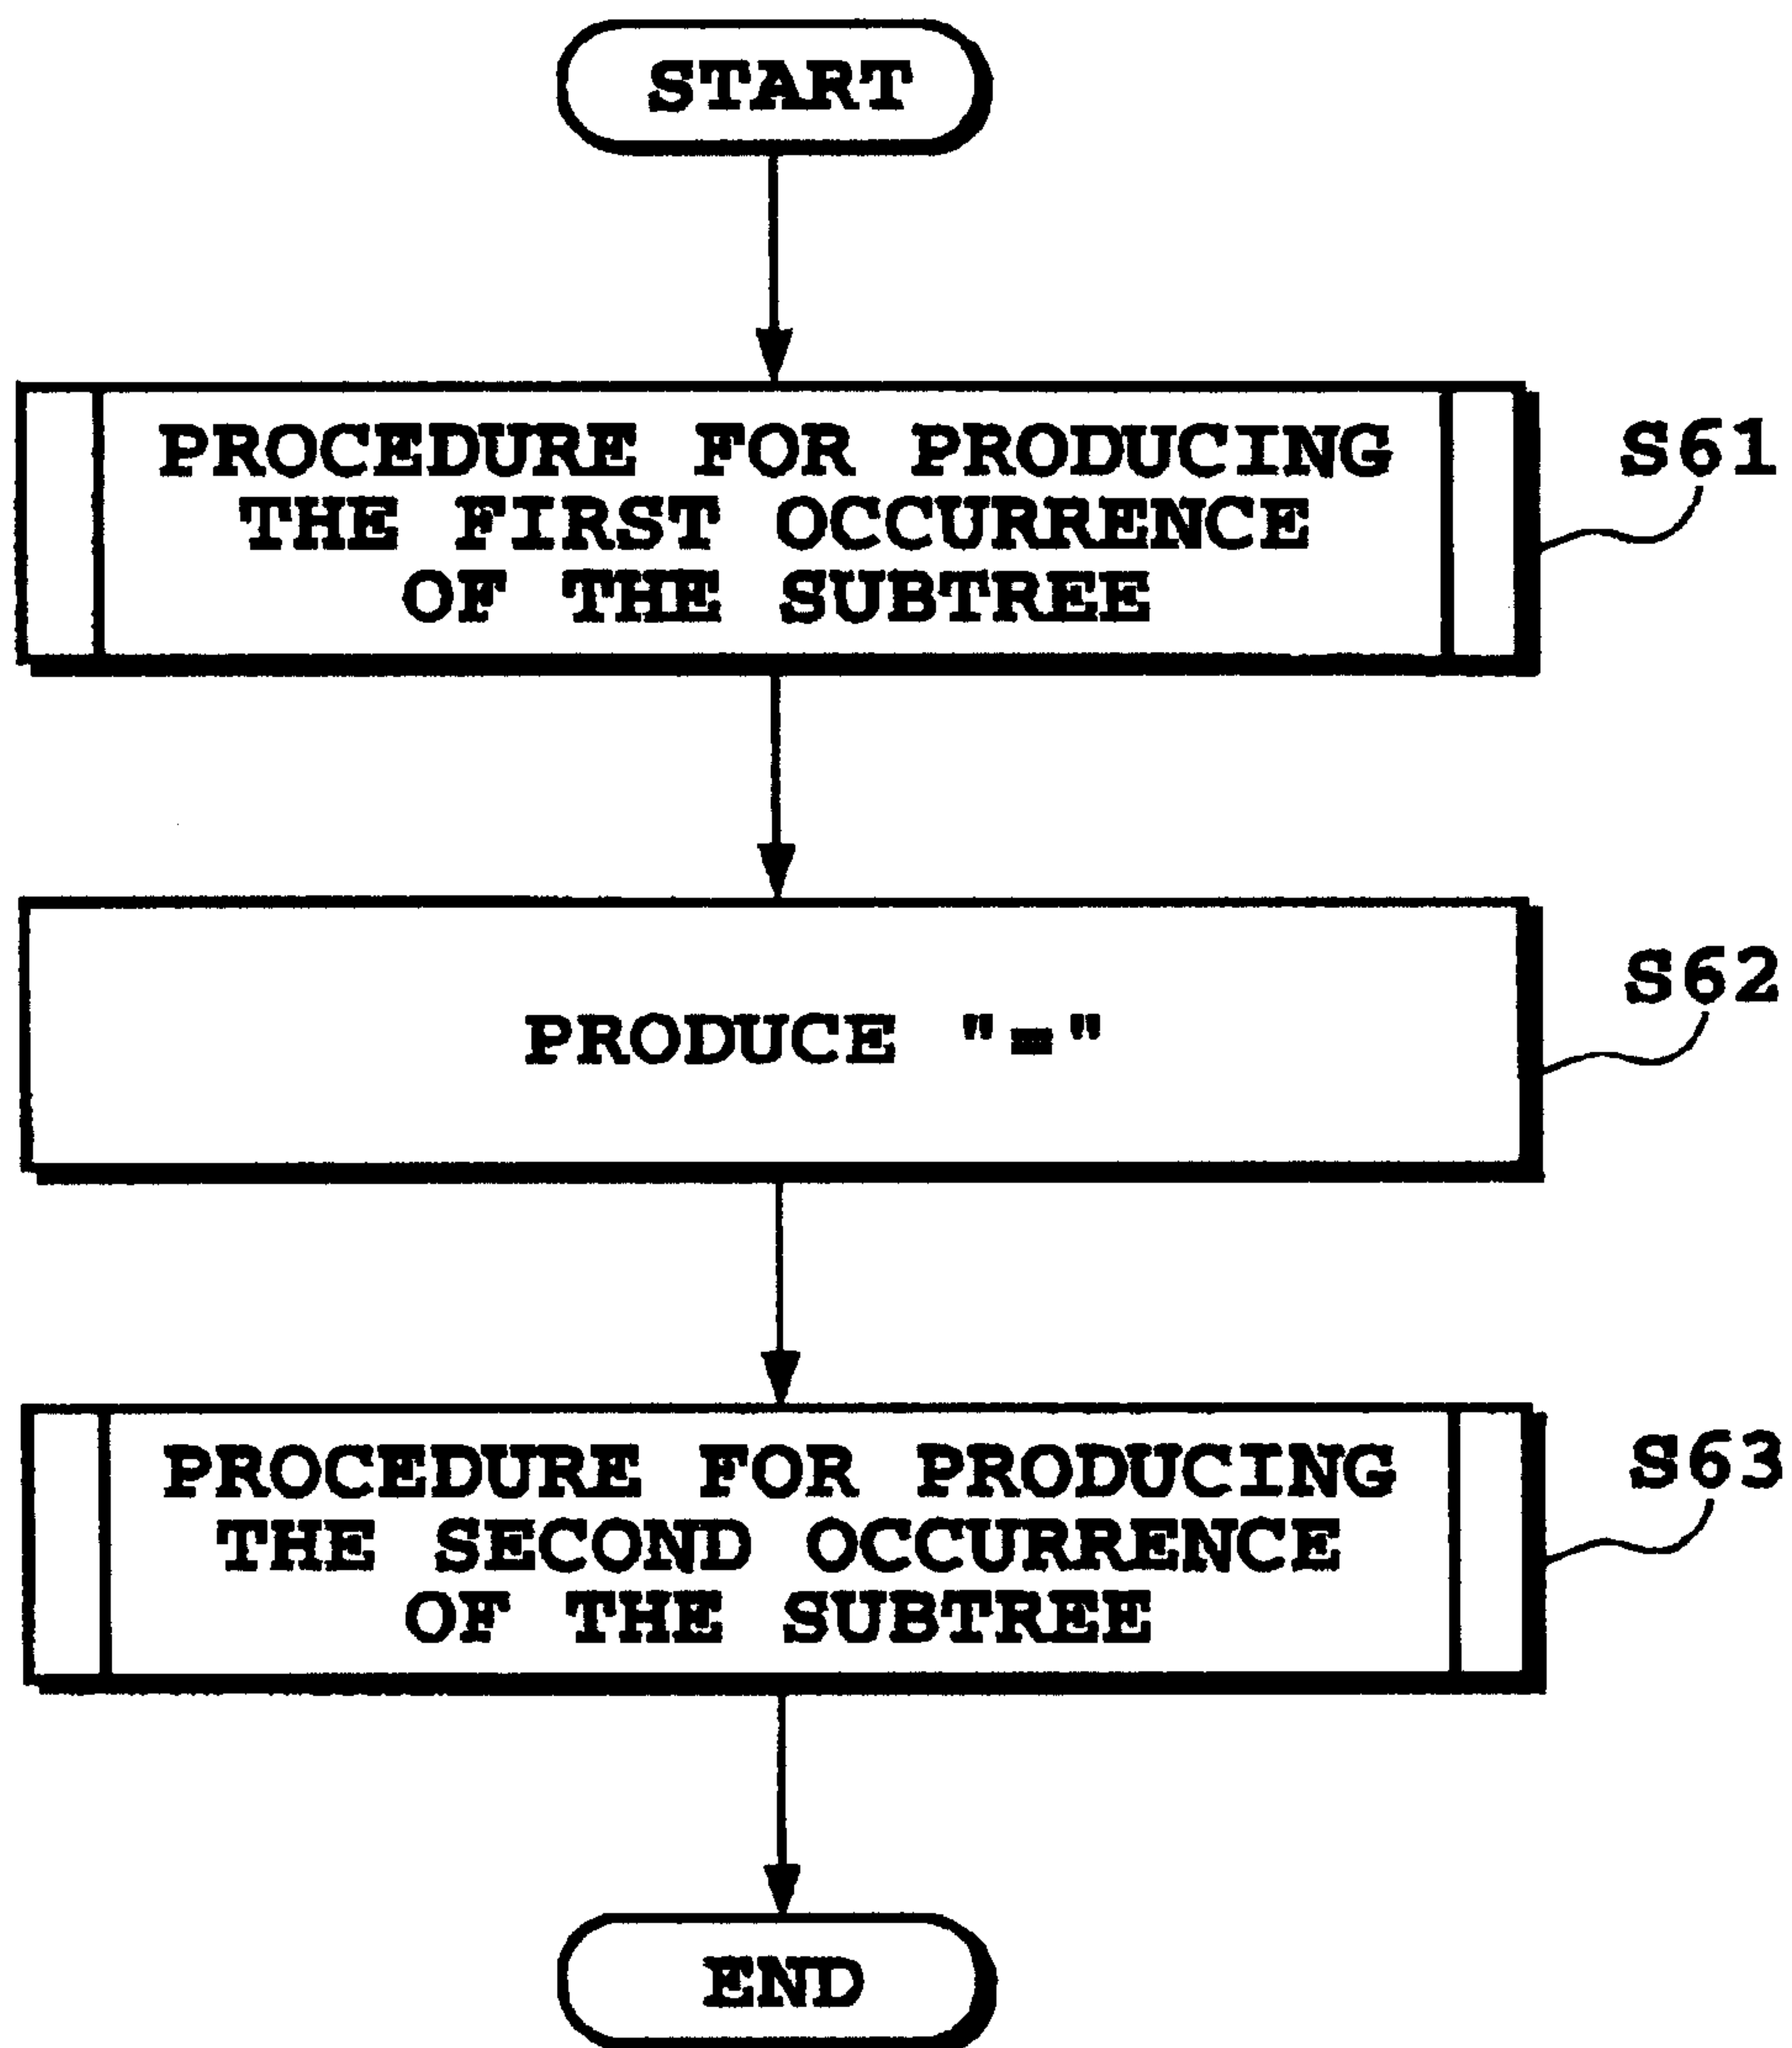 START
PROCEDURE FOR PRODUCING
THE FIRST OCCURRENCE
OF THE SUBTREE
S61
PRODUCE "="
S62
PROCEDURE FOR PRODUCING
THE SECOND OCCURRENCE
OF THE SUBTREE
S63
END